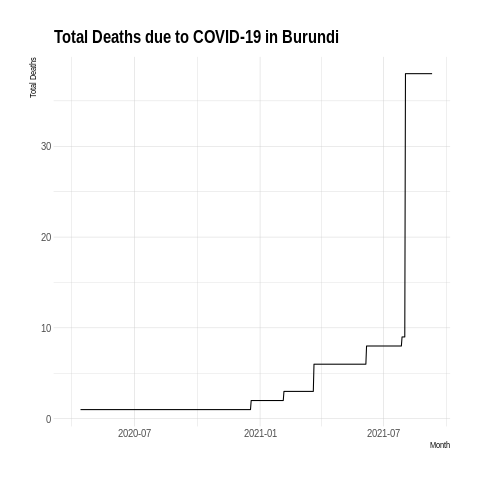 Total Deaths due to COVID-19 in Burundi
Total Deaths
30
20
10
0
2020-07
2021-01
2021-07
Month